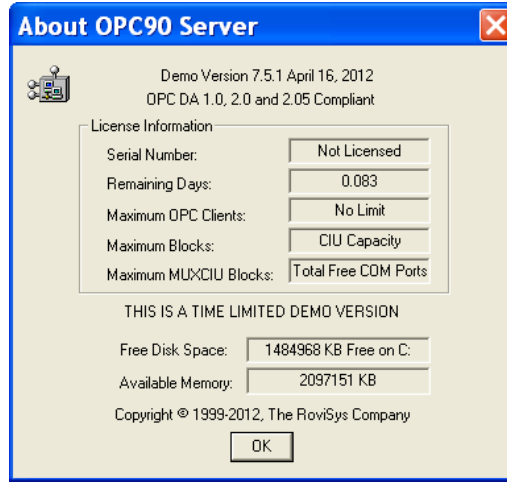 About OPC90 Server
Demo Version 7.5.1 April 16, 2012
OPC DA 1.0, 2.0 and 2.05 Compliant
License Information
Serial Number: Not Licensed
Remaining Days: 0.083
Maximum OPC Clients: No Limit
Maximum Blocks: CIU Capacity
Maximum MUXCIU Blocks: Total Free COM Ports
THIS IS A TIME LIMITED DEMO VERSION
Free Disk Space: 1484968 KB Free on C:
Available Memory: 2097151 KB
Copyright © 1999-2012, The RoviSys Company
OK